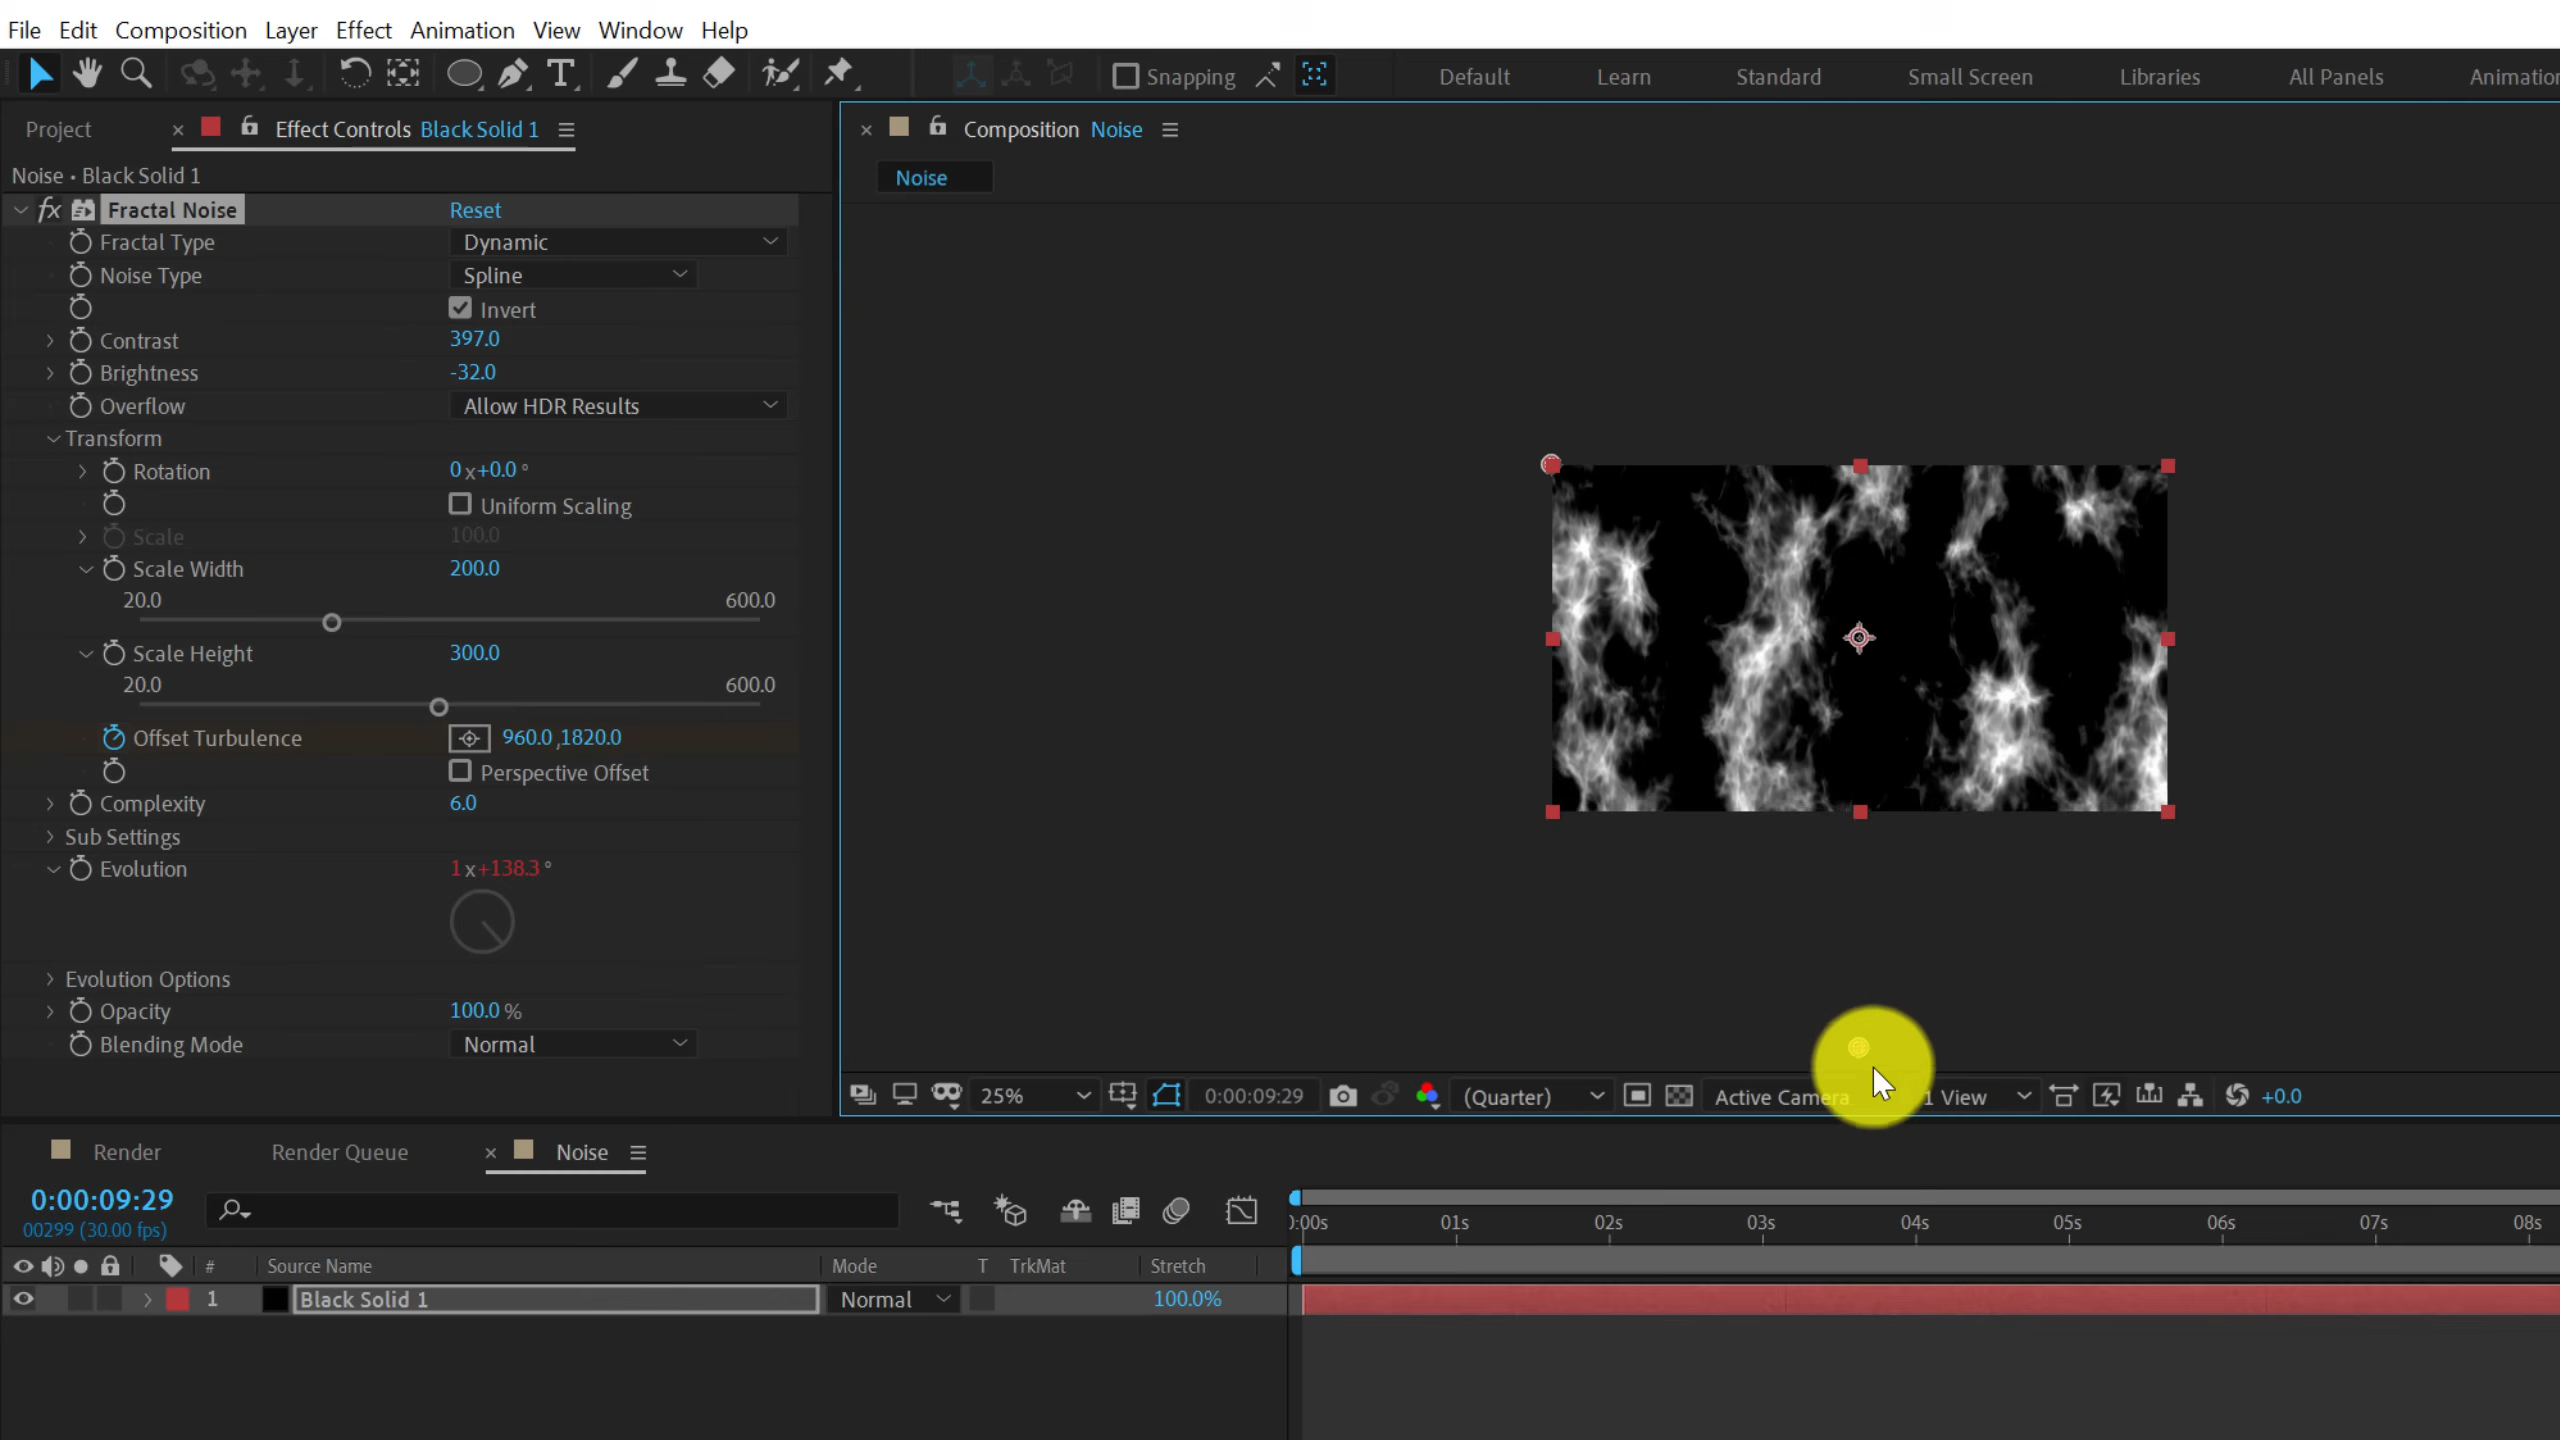 File Edit Composition Layer Effect Animation View Window Help
Snapping Default Learn Standard Small Screen Libraries All Panels
Project Effect Controls Black Solid 1
Noise • Black Solid 1
fx Fractal Noise Reset
Fractal Type Dynamic
Noise Type Spline
Invert
Contrast 397.0
Brightness -32.0
Overflow Allow HDR Results
Transform
Rotation 0x+0.0°
Uniform Scaling
Scale 100.0
Scale Width 200.0
20.0 600.0
Scale Height 300.0
20.0 600.0
Offset Turbulence 960.0,1820.0
Perspective Offset
Complexity 6.0
Sub Settings
Evolution 1x+138.3°
Evolution Options
Opacity 100.0 %
Blending Mode Normal
Composition Noise
Noise
25% 0:00:09:29 (Quarter) Active Camera 1 View +0.0
Render Render Queue Noise
0:00:09:29
00299 (30.00 fps)
01s 02s 03s 04s 05s 06s 07s 08s
# Source Name Mode T TrkMat Stretch
1 Black Solid 1 Normal 100.0%